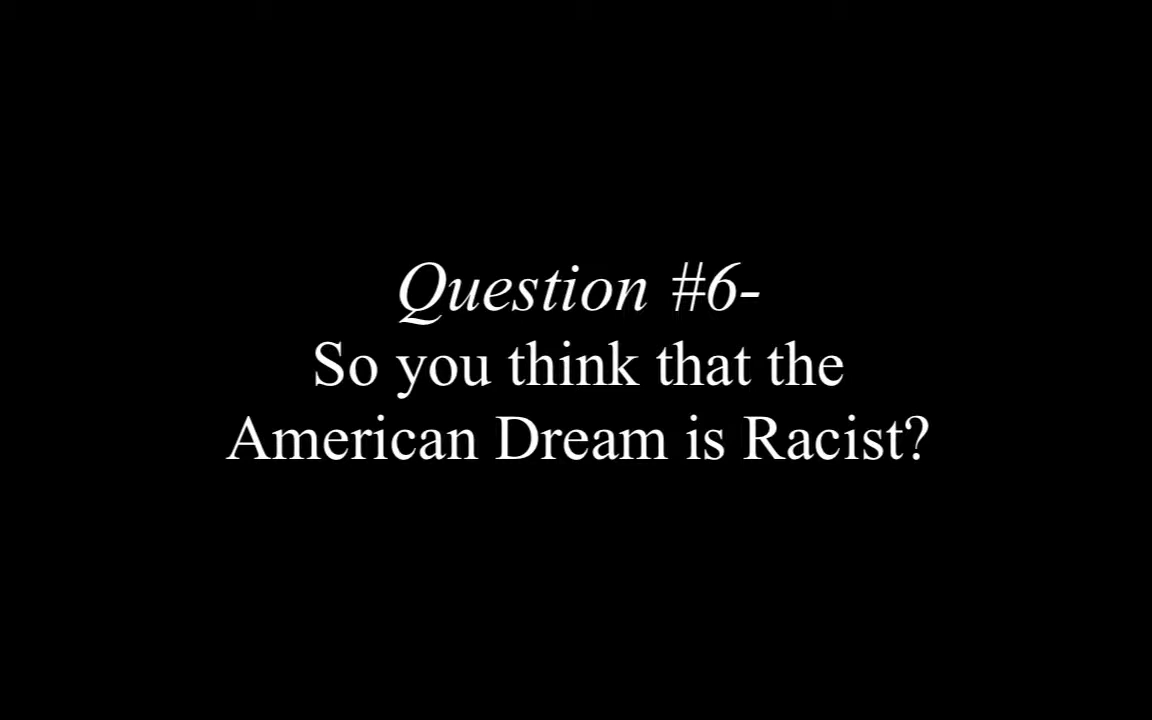 Question #6-
So you think that the
American Dream is Racist?